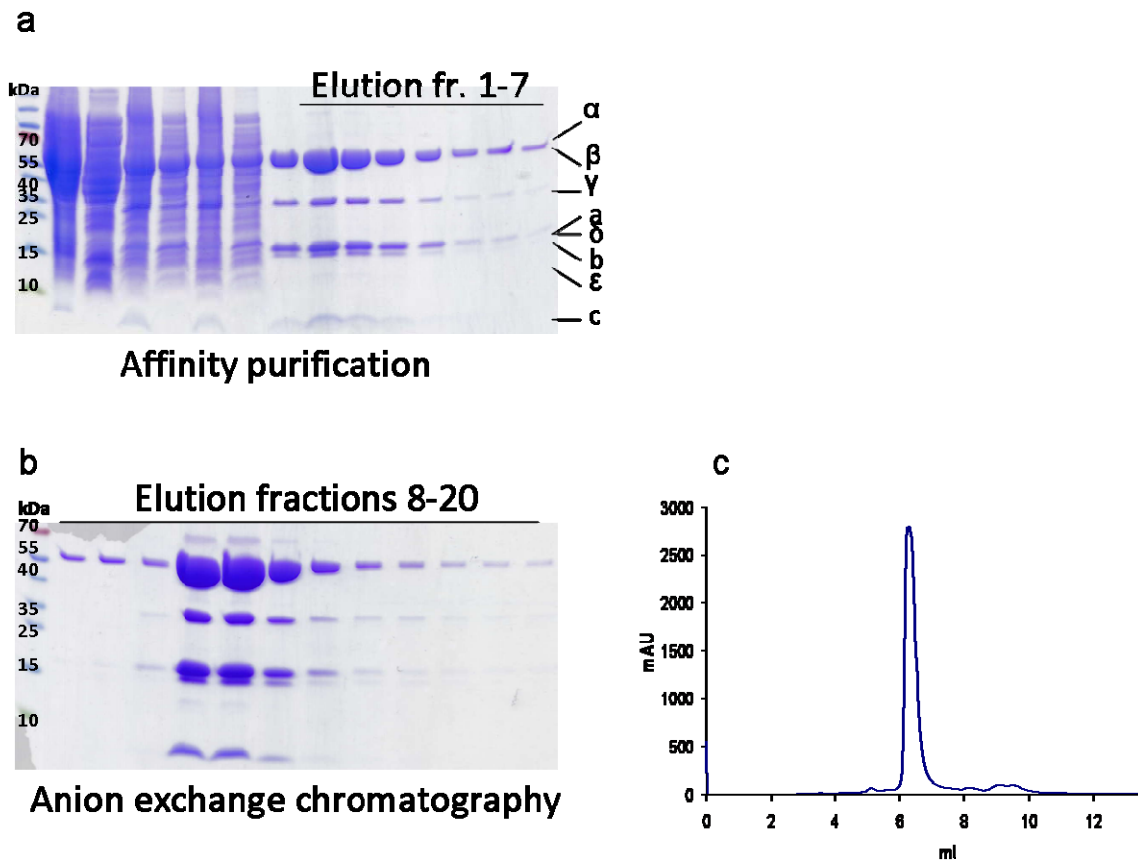 a
Elution fr. 1-7
kDa
70
55
40
35
25
15
10
α
β
γ
a
δ
b
ε
c
Affinity purification
b
Elution fractions 8-20
kDa
70
55
40
35
25
15
10
Anion exchange chromatography
c
3000
2500
2000
1500
1000
500
0
mAU
0 2 4 6 8 10 12
ml